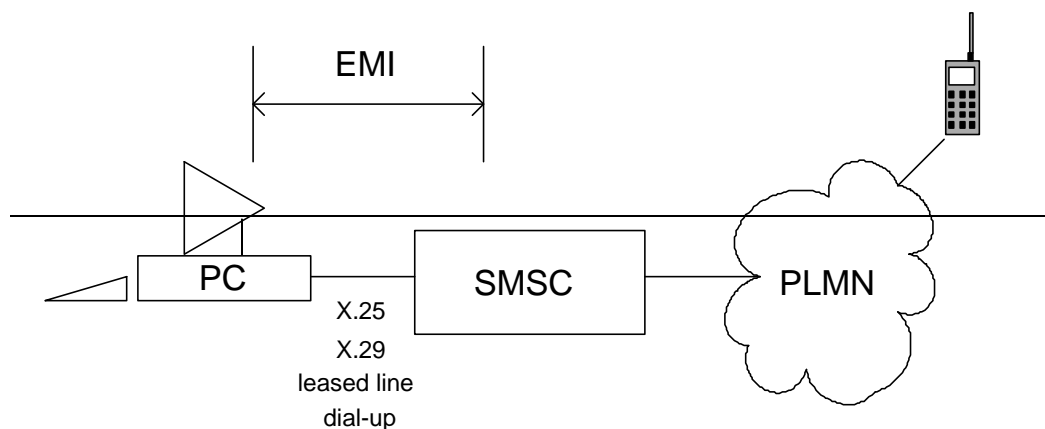 EMI
PC
SMSC
PLMN
X.25
X.29
leased line
dial-up